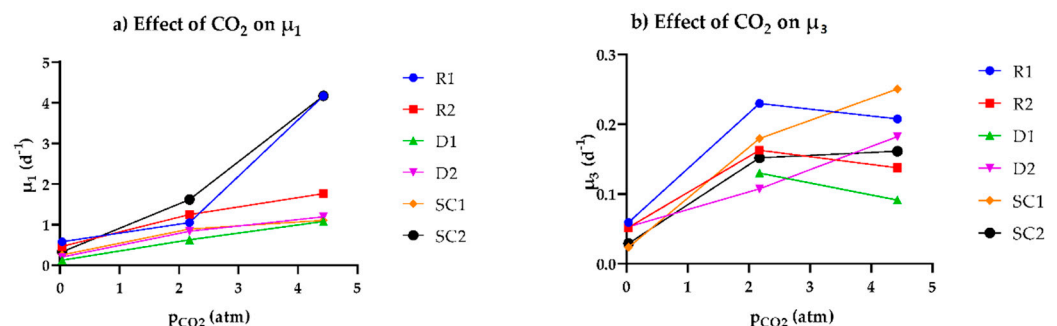 a) Effect of CO₂ on μ₁
μ₁ (d⁻¹)
5
4
3
2
1
0
0 1 2 3 4 5
p_CO₂ (atm)
R1
R2
D1
D2
SC1
SC2
b) Effect of CO₂ on μ₃
μ₃ (d⁻¹)
0.3
0.2
0.1
0.0
0 1 2 3 4 5
p_CO₂ (atm)
R1
R2
D1
D2
SC1
SC2